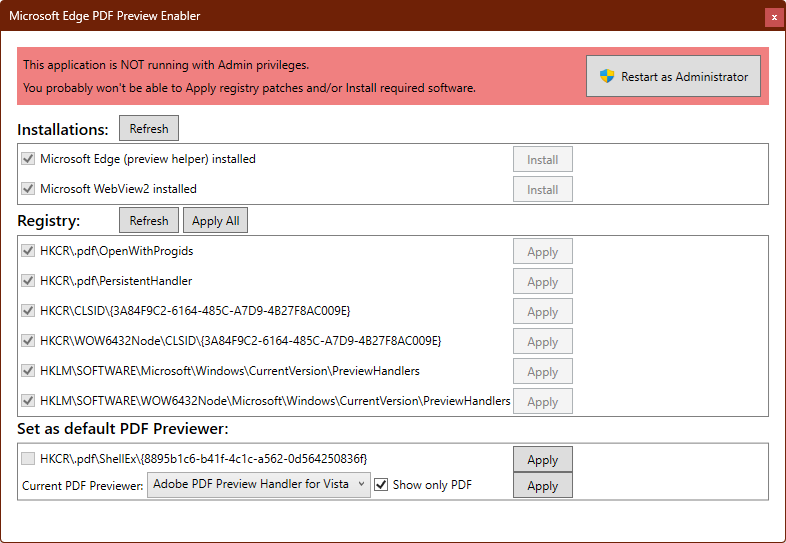 Microsoft Edge PDF Preview Enabler
x
This application is NOT running with Admin privileges.
You probably won't be able to Apply registry patches and/or Install required software.
Restart as Administrator
Installations: Refresh
Microsoft Edge (preview helper) installed Install
Microsoft WebView2 installed Install
Registry: Refresh Apply All
HKCR\.pdf\OpenWithProgids Apply
HKCR\.pdf\PersistentHandler Apply
HKCR\CLSID\{3A84F9C2-6164-485C-A7D9-4B27F8AC009E} Apply
HKCR\WOW6432Node\CLSID\{3A84F9C2-6164-485C-A7D9-4B27F8AC009E} Apply
HKLM\SOFTWARE\Microsoft\Windows\CurrentVersion\PreviewHandlers Apply
HKLM\SOFTWARE\WOW6432Node\Microsoft\Windows\CurrentVersion\PreviewHandlers Apply
Set as default PDF Previewer:
HKCR\.pdf\ShellEx\{8895b1c6-b41f-4c1c-a562-0d564250836f} Apply
Current PDF Previewer: Adobe PDF Preview Handler for Vista Show only PDF Apply